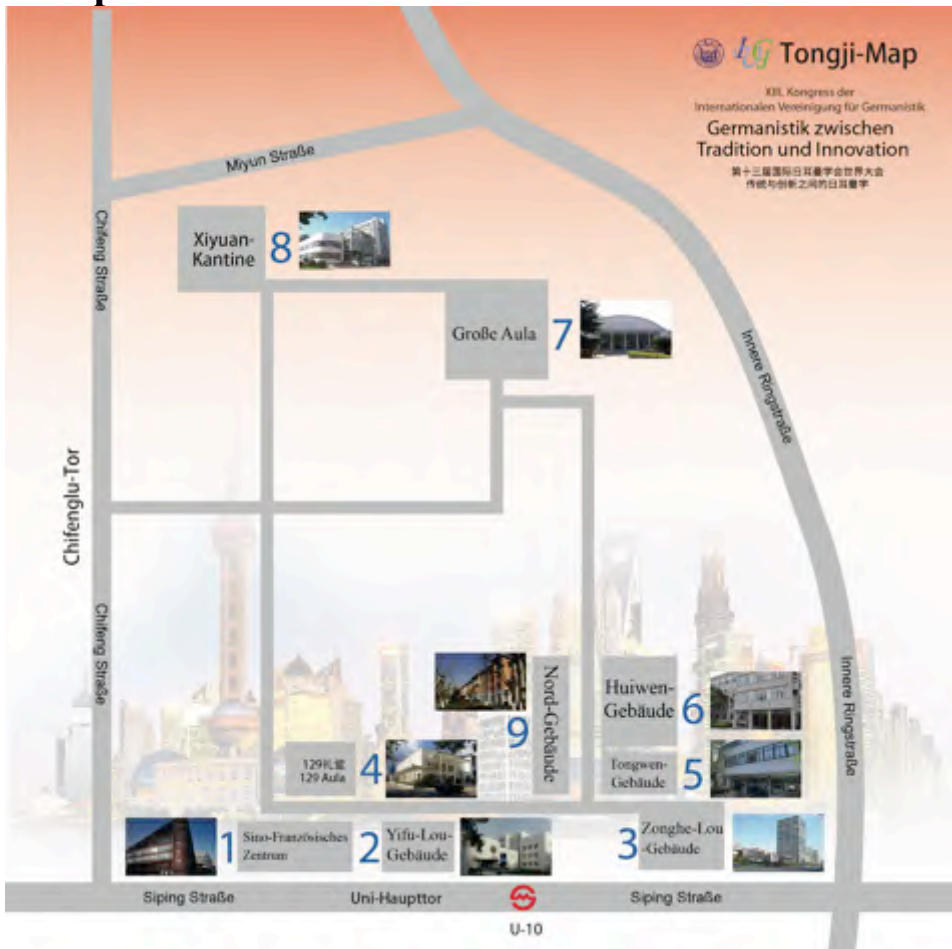 Tongji-Map
XIII. Kongress der
Internationalen Vereinigung für Germanistik
Germanistik zwischen
Tradition und Innovation
第十三届国际日耳曼学会世界大会
传统与创新之间的日耳曼学
Miyun Straße
Chifeng Straße
Xiyuan-
Kantine
8
Große Aula
7
Innere Ringstraße
Chifenglu-Tor
Chifeng Straße
Nord-Gebäude
9
Huiwen-
Gebäude
6
Innere Ringstraße
129礼堂
129 Aula
4
Tongwen-
Gebäude
5
1
Sino-Französisches
Zentrum
2
Yifu-Lou-
Gebäude
3
Zonghe-Lou
-Gebäude
Siping Straße
Uni-Haupttor
Siping Straße
U-10